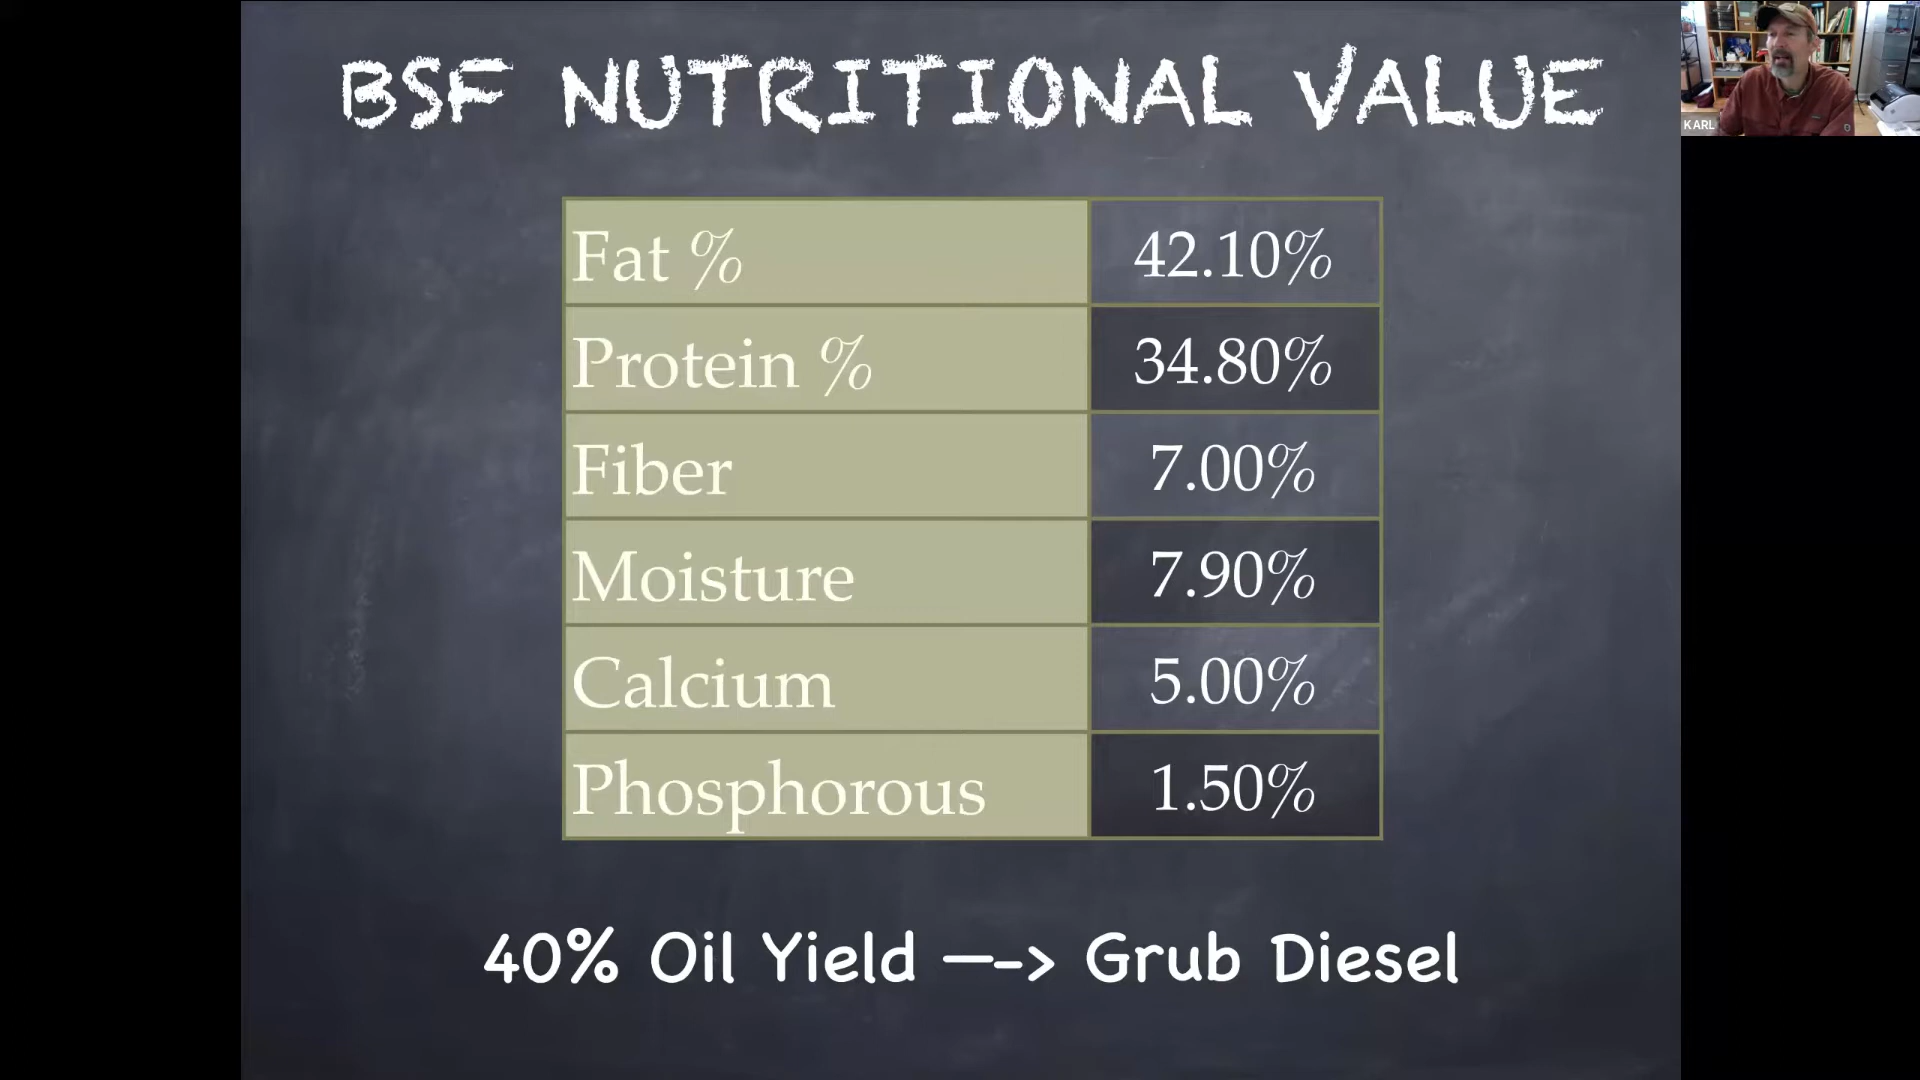 BSF NUTRITIONAL VALUE
KARL
Fat % 42.10%
Protein % 34.80%
Fiber 7.00%
Moisture 7.90%
Calcium 5.00%
Phosphorous 1.50%
40% Oil Yield —-> Grub Diesel